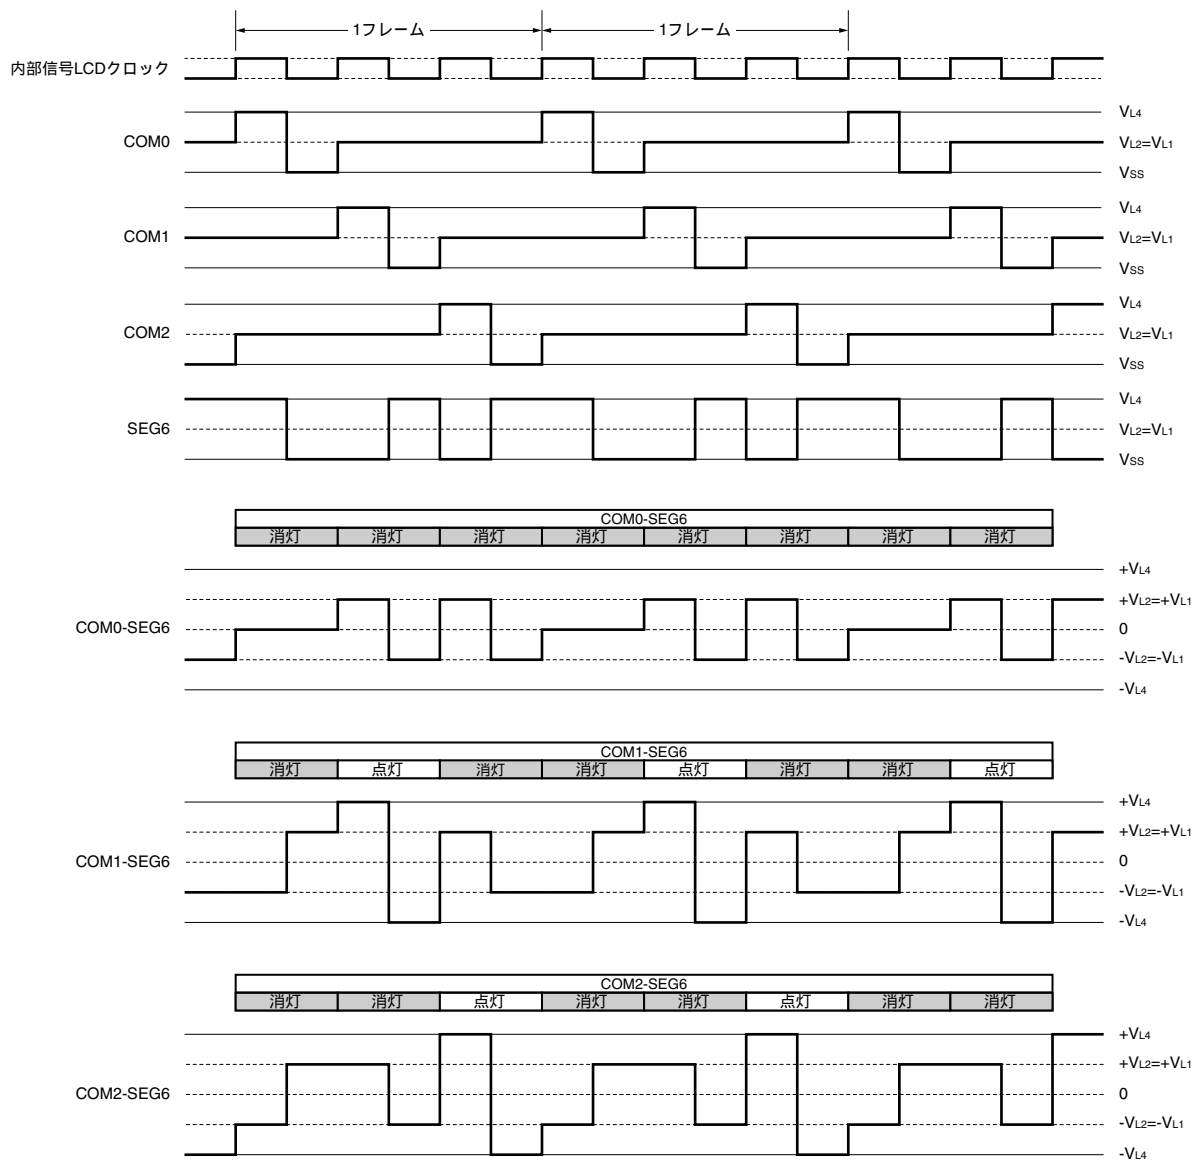 1フレーム 1フレーム
内部信号LCDクロック
VL4
COM0 VL2=VL1
VSS
VL4
COM1 VL2=VL1
VSS
VL4
COM2 VL2=VL1
VSS
VL4
SEG6 VL2=VL1
VSS
COM0-SEG6
消灯 消灯 消灯 消灯 消灯 消灯 消灯 消灯
+VL4
+VL2=+VL1
COM0-SEG6 0
-VL2=-VL1
-VL4
COM1-SEG6
消灯 点灯 消灯 消灯 点灯 消灯 消灯 点灯
+VL4
+VL2=+VL1
COM1-SEG6 0
-VL2=-VL1
-VL4
COM2-SEG6
消灯 消灯 点灯 消灯 消灯 点灯 消灯 消灯
+VL4
+VL2=+VL1
COM2-SEG6 0
-VL2=-VL1
-VL4